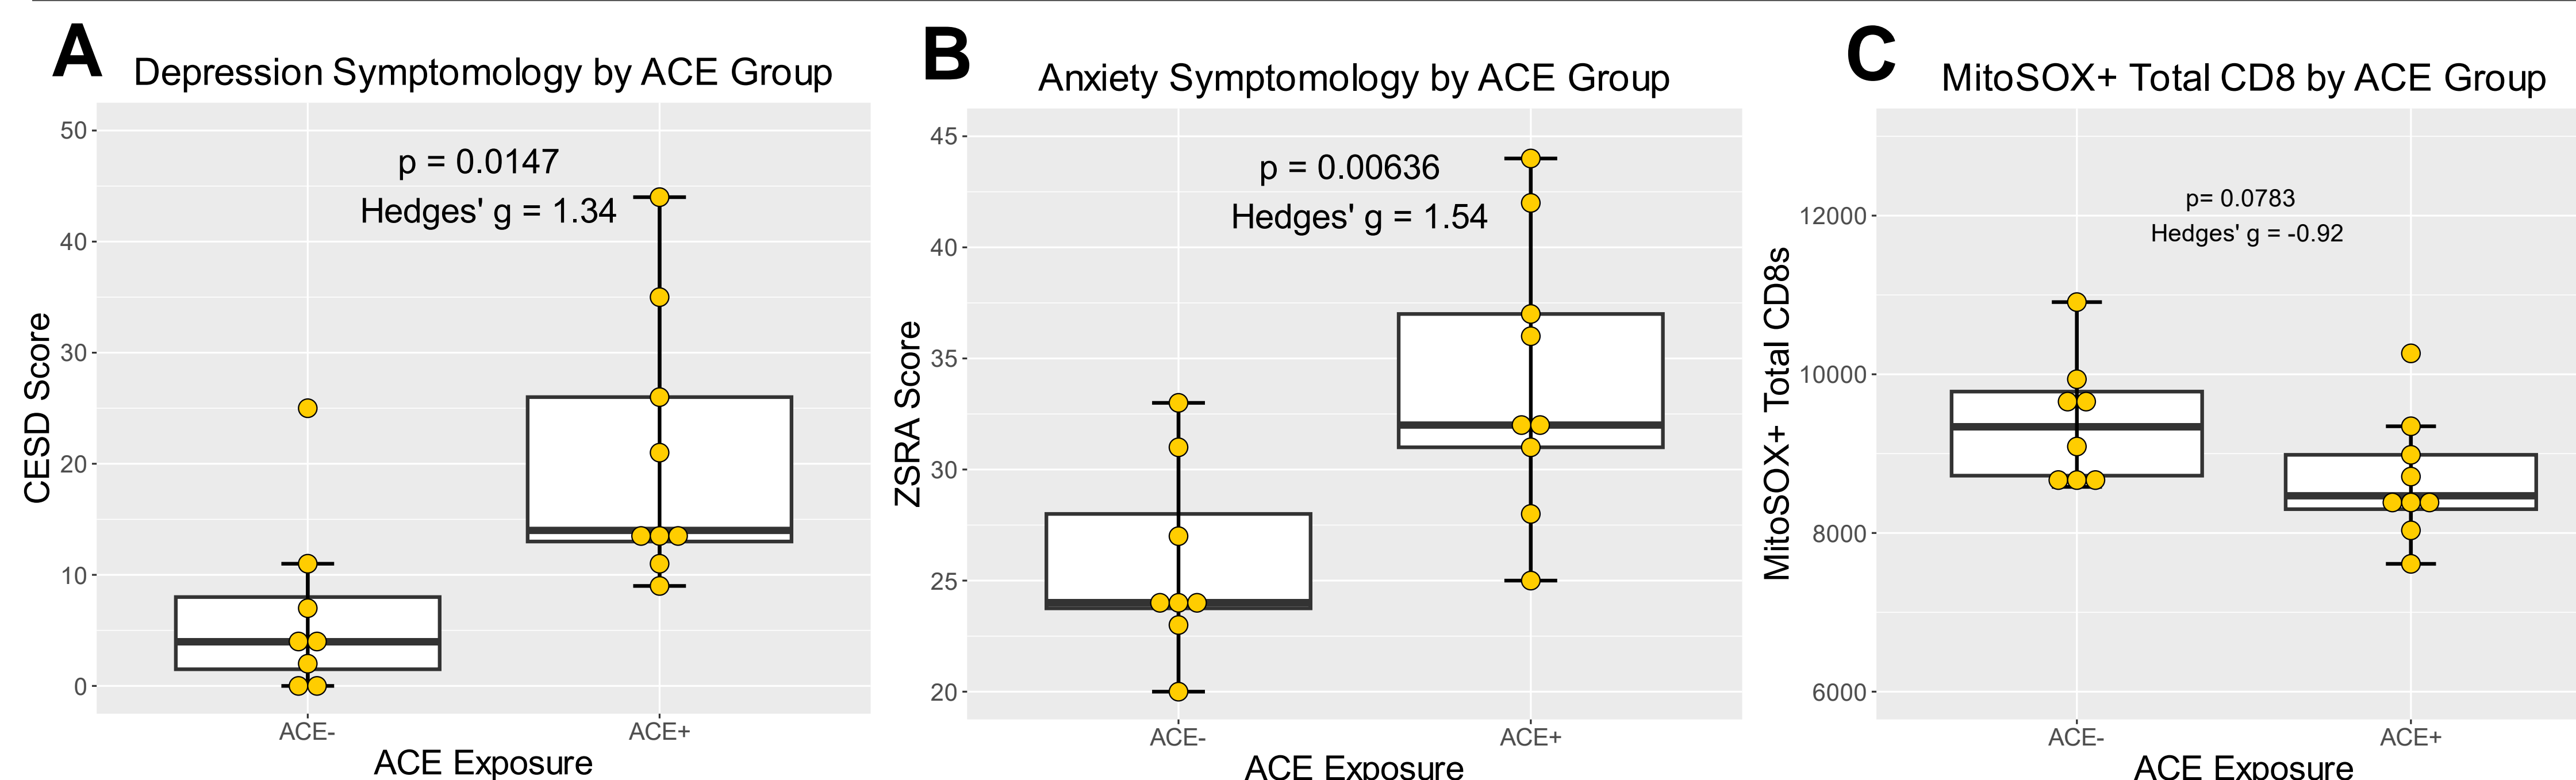 A
Depression Symptomology by ACE Group
CESD Score
50
40
30
20
10
0
p = 0.0147
Hedges' g = 1.34
ACE-
ACE+
ACE Exposure
B
Anxiety Symptomology by ACE Group
ZSRA Score
45
40
35
30
25
20
p = 0.00636
Hedges' g = 1.54
ACE-
ACE+
ACE Exposure
C
MitoSOX+ Total CD8 by ACE Group
MitoSOX+ Total CD8s
12000
10000
8000
6000
p= 0.0783
Hedges' g = -0.92
ACE-
ACE+
ACE Exposure